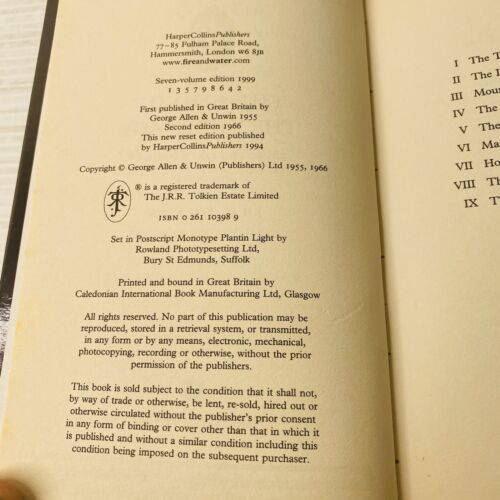 HarperCollinsPublishers
77–85 Fulham Palace Road,
Hammersmith, London W6 8JB
www.fireandwater.com
Seven-volume edition 1999
1 3 5 7 9 8 6 4 2
First published in Great Britain by
George Allen & Unwin 1955
Second edition 1966
This new reset edition published
by HarperCollinsPublishers 1994
Copyright © George Allen & Unwin (Publishers) Ltd 1955, 1966
® is a registered trademark of
The J.R.R. Tolkien Estate Limited
ISBN 0 261 10398 9
Set in Postscript Monotype Plantin Light by
Rowland Phototypesetting Ltd,
Bury St Edmunds, Suffolk
Printed and bound in Great Britain by
Caledonian International Book Manufacturing Ltd, Glasgow
All rights reserved. No part of this publication may be
reproduced, stored in a retrieval system, or transmitted,
in any form or by any means, electronic, mechanical,
photocopying, recording or otherwise, without the prior
permission of the publishers.
This book is sold subject to the condition that it shall not,
by way of trade or otherwise, be lent, re-sold, hired out or
otherwise circulated without the publisher's prior consent
in any form of binding or cover other than that in which it
is published and without a similar condition including this
condition being imposed on the subsequent purchaser.
I The
II The
III
IV The
V The
VI
VII
VIII
IX